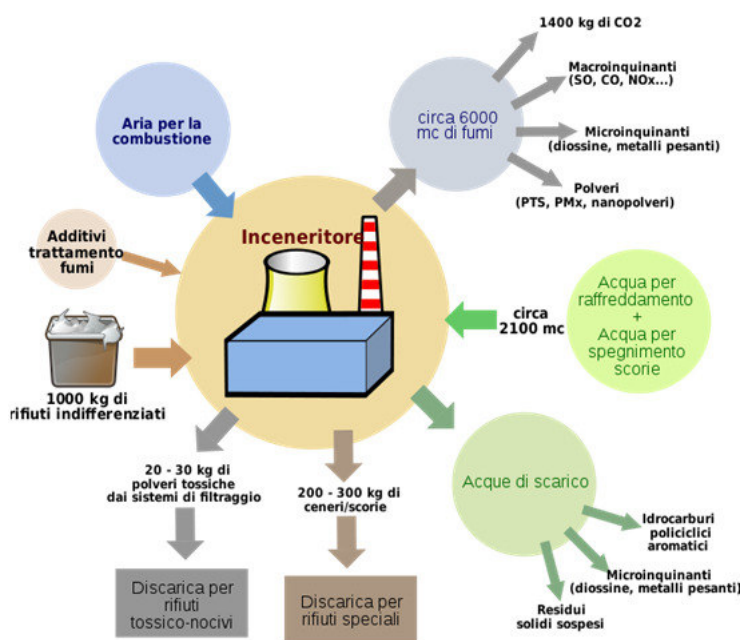 1400 kg di CO2
Macroinquinanti
(SO, CO, NOx...)
circa 6000
mc di fumi
Microinquinanti
(diossine, metalli pesanti)
Polveri
(PTS, PMx, nanopolveri)
Aria per la
combustione
Additivi
trattamento
fumi
Inceneritore
1000 kg di
rifiuti indifferenziati
circa
2100 mc
Acqua per
raffreddamento
+
Acqua per
spegnimento
scorie
20 - 30 kg di
polveri tossiche
dai sistemi di filtraggio
200 - 300 kg di
ceneri/scorie
Acque di scarico
Idrocarburi
policiclici
aromatici
Microinquinanti
(diossine, metalli pesanti)
Residui
solidi sospesi
Discarica per
rifiuti
tossico-nocivi
Discarica per
rifiuti speciali